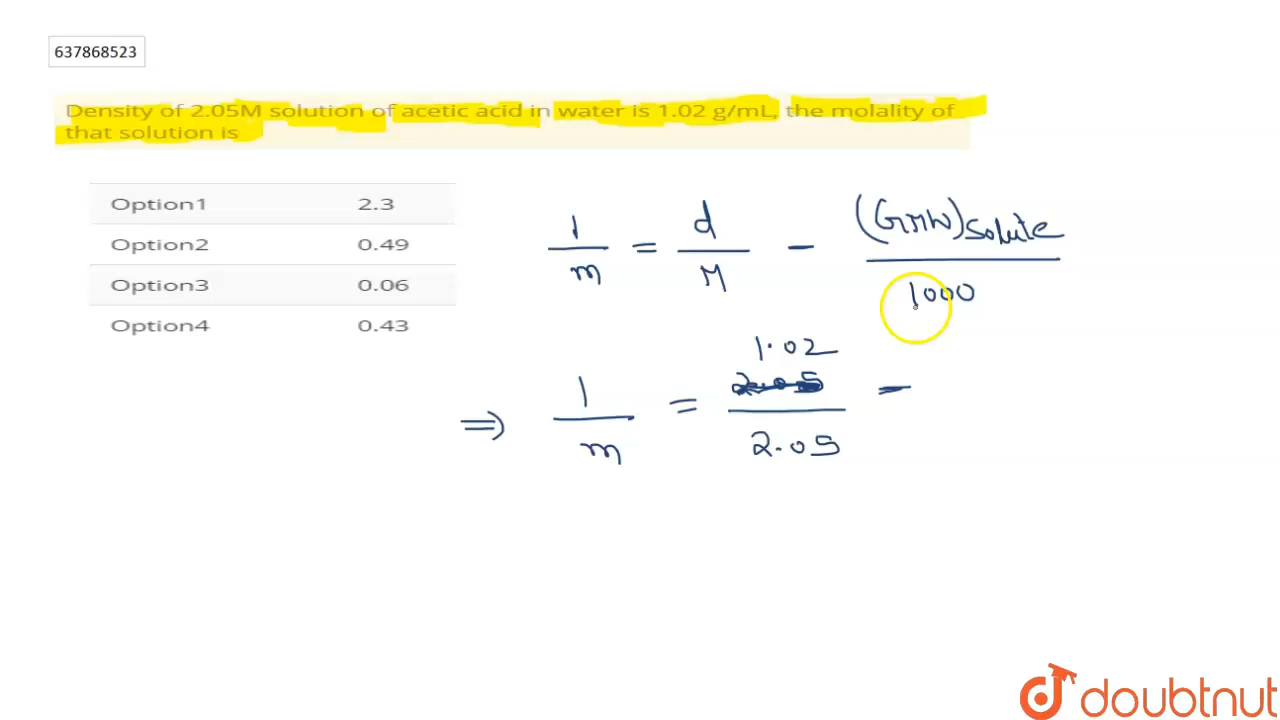 637868523
Density of 2.05M solution of acetic acid in water is 1.02 g/mL, the molality of
that solution is
Option1 2.3
Option2 0.49
Option3 0.06
Option4 0.43
1/m = d/M - (GMW)solute/1000
⇒ 1/m = 1.02 2.05/2.05 -
doubtnut